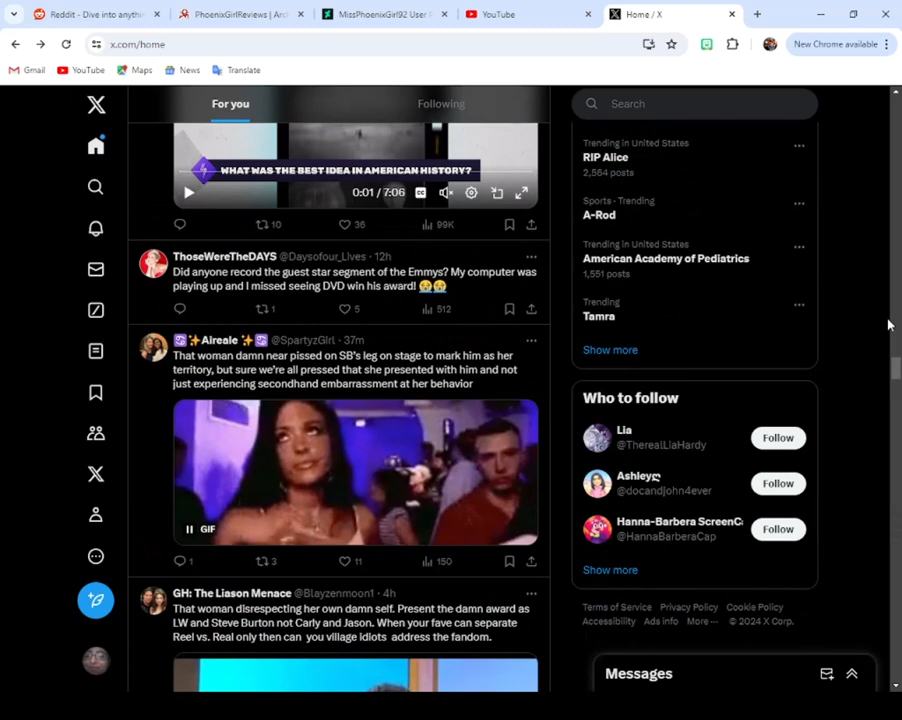 Reddit - Dive into anythin
PhoenixGirlReviews | Arc
MissPhoenixGirl92 User P
YouTube
Home / X
x.com/home
New Chrome available
Gmail
YouTube
Maps
News
Translate
For you
Following
Search
WHAT WAS THE BEST IDEA IN AMERICAN HISTORY?
0:01 / 7:06
CC
10
36
99K
ThoseWereTheDAYS @Daysofour_LIves · 12h
Did anyone record the guest star segment of the Emmys? My computer was
playing up and I missed seeing DVD win his award! 😭😭
1
5
512
♋✨Alreale ✨♋ @SpartyzGIrl · 37m
That woman damn near pissed on SB's leg on stage to mark him as her
territory, but sure we're all pressed that she presented with him and not
just experiencing secondhand embarrassment at her behavior
GIF
1
3
11
150
GH: The Liason Menace @Blayzenmoon1 · 4h
That woman disrespecting her own damn self. Present the damn award as
LW and Steve Burton not Carly and Jason. When your fave can separate
Reel vs. Real only then can you village idiots address the fandom.
Trending in United States
RIP Alice
2,564 posts
Sports · Trending
A-Rod
Trending in United States
American Academy of Pediatrics
1,551 posts
Trending
Tamra
Show more
Who to follow
Lia
@TherealLiaHardy
Follow
Ashley
@docandjohn4ever
Follow
Hanna-Barbera ScreenC
@HannaBarberaCap
Follow
Show more
Terms of Service Privacy Policy Cookie Policy
Accessibility Ads info More ··· © 2024 X Corp.
Messages